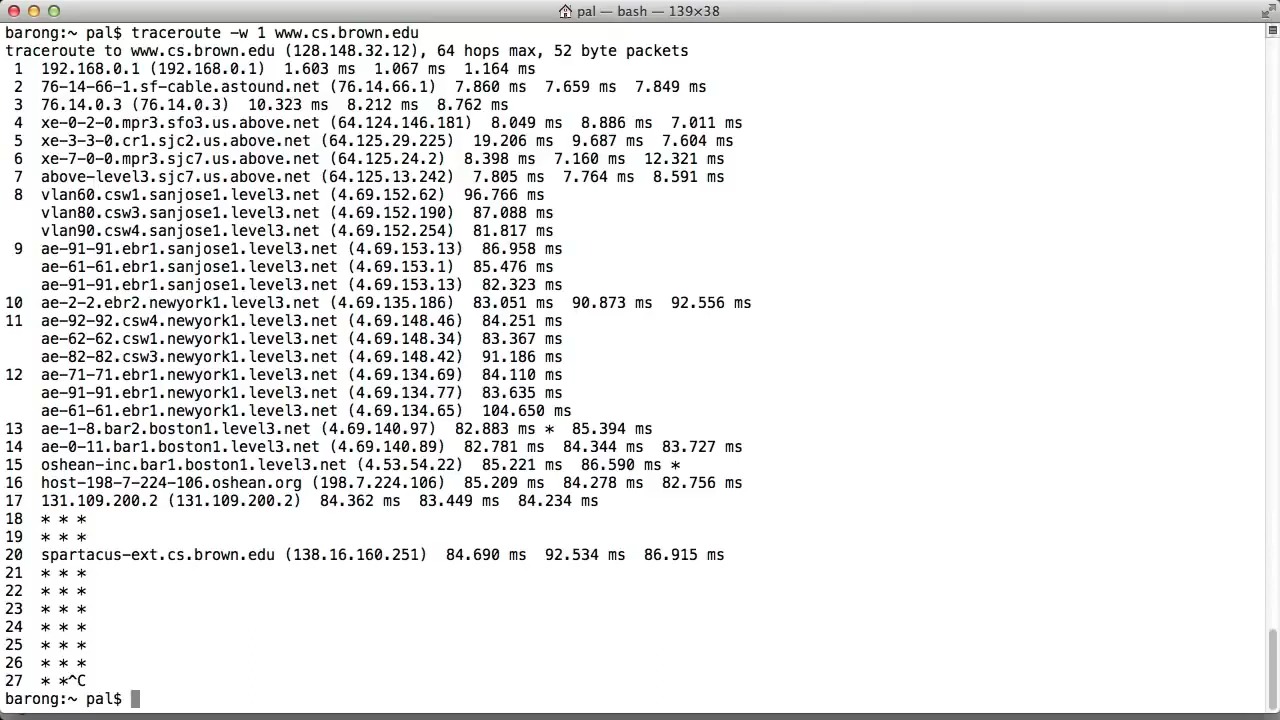 pal — bash — 139×38
barong:~ pal$ traceroute -w 1 www.cs.brown.edu
traceroute to www.cs.brown.edu (128.148.32.12), 64 hops max, 52 byte packets
 1  192.168.0.1 (192.168.0.1)  1.603 ms  1.067 ms  1.164 ms
 2  76-14-66-1.sf-cable.astound.net (76.14.66.1)  7.860 ms  7.659 ms  7.849 ms
 3  76.14.0.3 (76.14.0.3)  10.323 ms  8.212 ms  8.762 ms
 4  xe-0-2-0.mpr3.sfo3.us.above.net (64.124.146.181)  8.049 ms  8.886 ms  7.011 ms
 5  xe-3-3-0.cr1.sjc2.us.above.net (64.125.29.225)  19.206 ms  9.687 ms  7.604 ms
 6  xe-7-0-0.mpr3.sjc7.us.above.net (64.125.24.2)  8.398 ms  7.160 ms  12.321 ms
 7  above-level3.sjc7.us.above.net (64.125.13.242)  7.805 ms  7.764 ms  8.591 ms
 8  vlan60.csw1.sanjose1.level3.net (4.69.152.62)  96.766 ms
    vlan80.csw3.sanjose1.level3.net (4.69.152.190)  87.088 ms
    vlan90.csw4.sanjose1.level3.net (4.69.152.254)  81.817 ms
 9  ae-91-91.ebr1.sanjose1.level3.net (4.69.153.13)  86.958 ms
    ae-61-61.ebr1.sanjose1.level3.net (4.69.153.1)  85.476 ms
    ae-91-91.ebr1.sanjose1.level3.net (4.69.153.13)  82.323 ms
10  ae-2-2.ebr2.newyork1.level3.net (4.69.135.186)  83.051 ms  90.873 ms  92.556 ms
11  ae-92-92.csw4.newyork1.level3.net (4.69.148.46)  84.251 ms
    ae-62-62.csw1.newyork1.level3.net (4.69.148.34)  83.367 ms
    ae-82-82.csw3.newyork1.level3.net (4.69.148.42)  91.186 ms
12  ae-71-71.ebr1.newyork1.level3.net (4.69.134.69)  84.110 ms
    ae-91-91.ebr1.newyork1.level3.net (4.69.134.77)  83.635 ms
    ae-61-61.ebr1.newyork1.level3.net (4.69.134.65)  104.650 ms
13  ae-1-8.bar2.boston1.level3.net (4.69.140.97)  82.883 ms *  85.394 ms
14  ae-0-11.bar1.boston1.level3.net (4.69.140.89)  82.781 ms  84.344 ms  83.727 ms
15  oshean-inc.bar1.boston1.level3.net (4.53.54.22)  85.221 ms  86.590 ms *
16  host-198-7-224-106.oshean.org (198.7.224.106)  85.209 ms  84.278 ms  82.756 ms
17  131.109.200.2 (131.109.200.2)  84.362 ms  83.449 ms  84.234 ms
18  * * *
19  * * *
20  spartacus-ext.cs.brown.edu (138.16.160.251)  84.690 ms  92.534 ms  86.915 ms
21  * * *
22  * * *
23  * * *
24  * * *
25  * * *
26  * * *
27  * *^C
barong:~ pal$